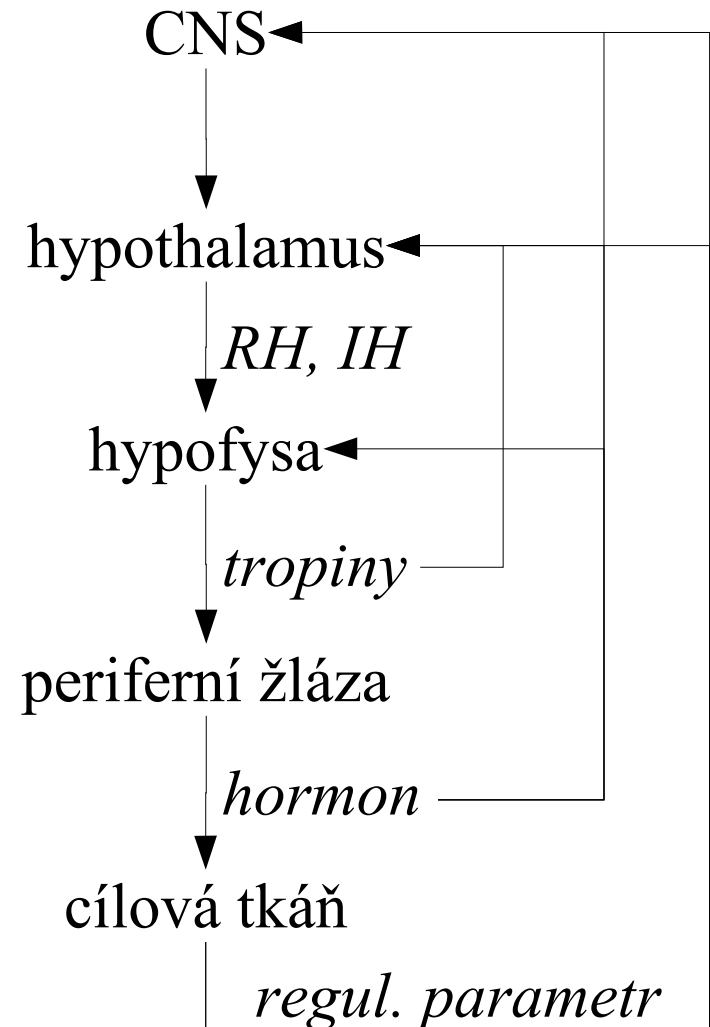 CNS
hypothalamus
RH, IH
hypofysa
tropiny
periferní žláza
hormon
cílová tkáň
regul. parametr